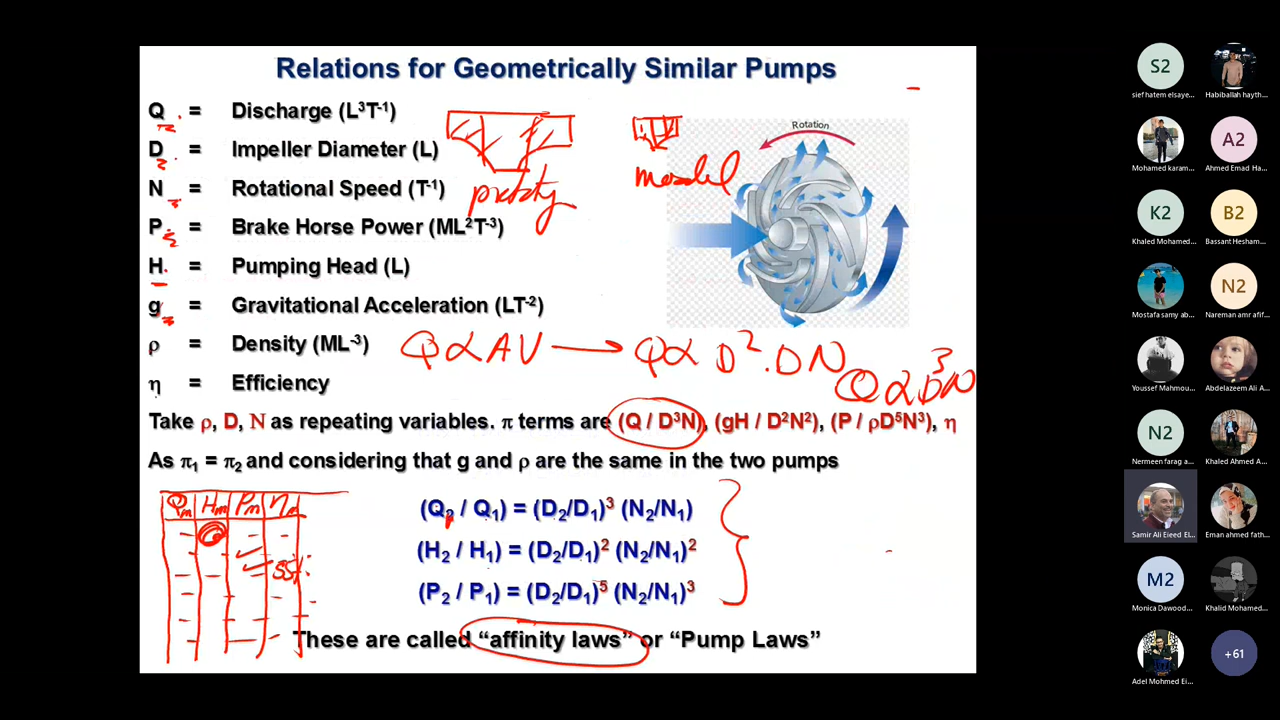 Relations for Geometrically Similar Pumps
Q = Discharge (L³T⁻¹)
D = Impeller Diameter (L)
N = Rotational Speed (T⁻¹)
P = Brake Horse Power (ML²T⁻³)
H = Pumping Head (L)
g = Gravitational Acceleration (LT⁻²)
ρ = Density (ML⁻³)
η = Efficiency
Rotation
model
Q α A V → Q α D² . D N
Q α D³N
Take ρ, D, N as repeating variables. π terms are (Q / D³N), (gH / D²N²), (P / ρD⁵N³), η
As π₁ = π₂ and considering that g and ρ are the same in the two pumps
Qm Hm Pm ηm
(Q₂ / Q₁) = (D₂/D₁)³ (N₂/N₁)
(H₂ / H₁) = (D₂/D₁)² (N₂/N₁)²
(P₂ / P₁) = (D₂/D₁)⁵ (N₂/N₁)³
These are called “affinity laws” or “Pump Laws”
S2
sief hatem elsaye...
Habiballah hayth...
Mohamed karam...
A2
Ahmed Emad Ha...
K2
Khaled Mohamed...
B2
Bassant Hesham...
Mostafa samy ab...
N2
Nareman amr afif...
Youssef Mahmou...
Abdelazeem Ali A...
N2
Nermeen farag a...
Khaled Ahmed A...
Samir Ali Eieed El...
Eman ahmed fath...
M2
Monica Dawood...
Khalid Mohamed...
Adel Mohmed Ei...
+61